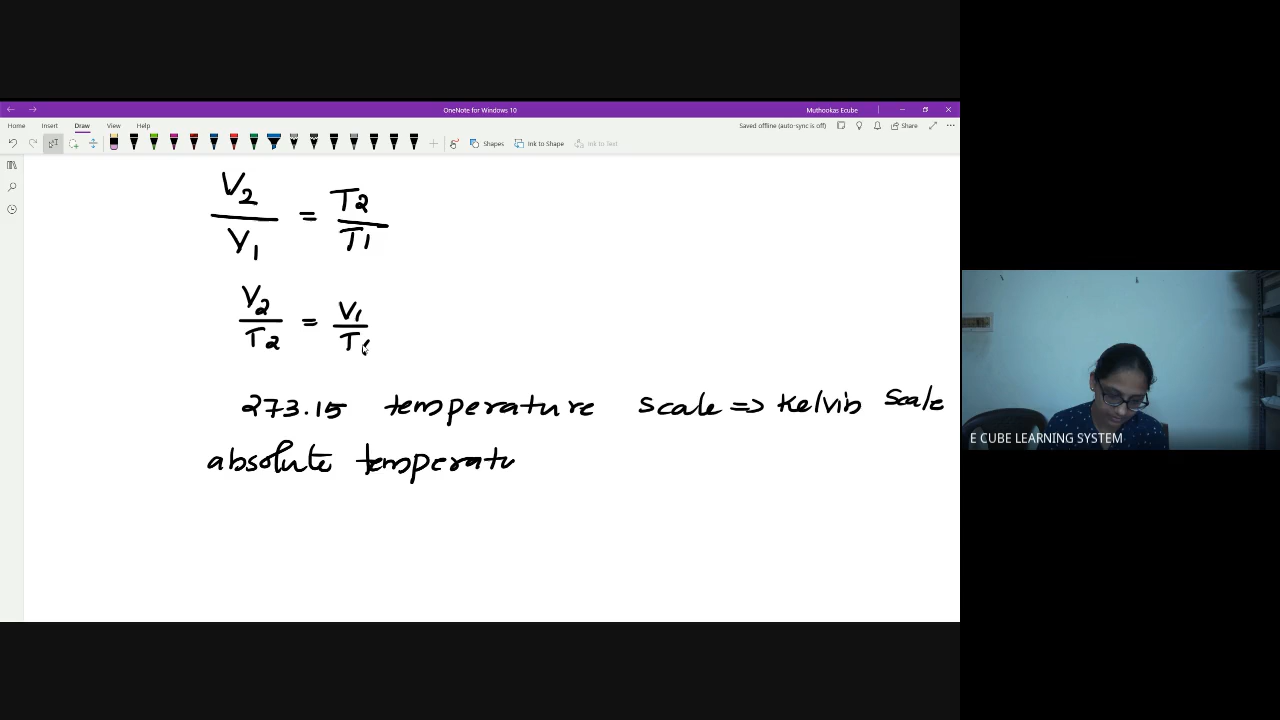 OneNote for Windows 10
Muthookas Ecube
Home Insert Draw View Help
Saved offline (auto-sync is off) Share
Shapes Ink to Shape Ink to Text
V2 / V1 = T2 / T1
V2 / T2 = V1 / T1
273.15 temperature scale => Kelvin Scale
absolute temperatu
E CUBE LEARNING SYSTEM